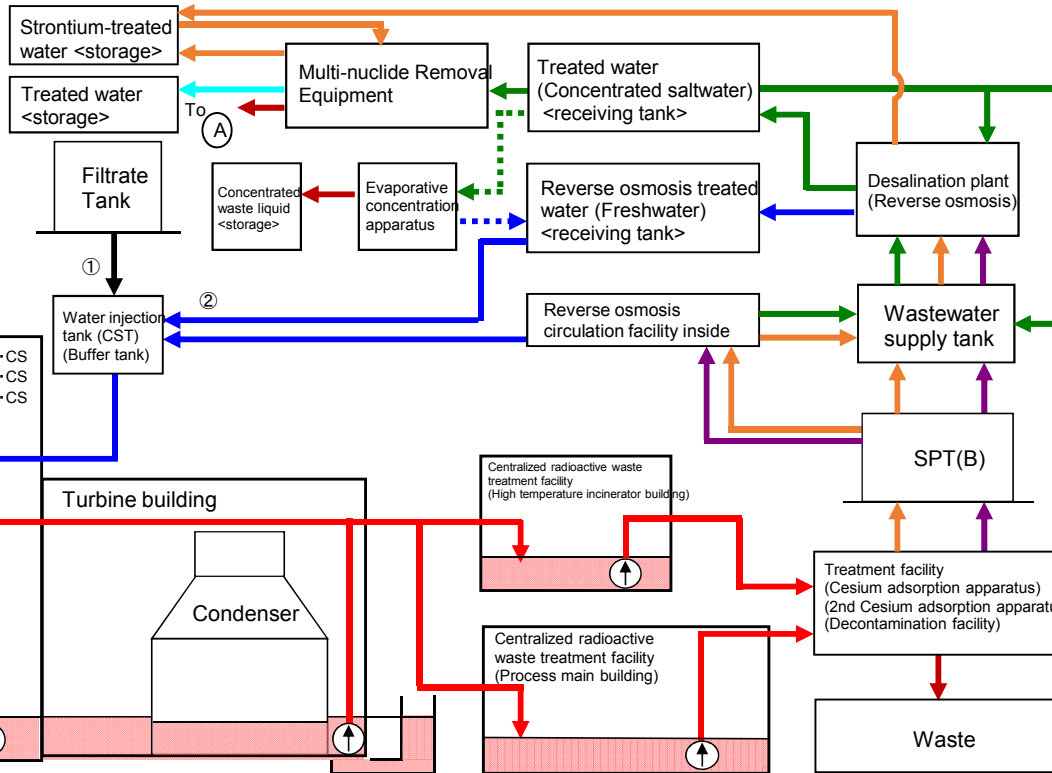 Strontium-treated
water <storage>
Multi-nuclide Removal
Equipment
Treated water
(Concentrated saltwater)
<receiving tank>
Treated water
<storage>
To
A
Filtrate
Tank
Concentrated
waste liquid
<storage>
Evaporative
concentration
apparatus
Reverse osmosis treated
water (Freshwater)
<receiving tank>
Desalination plant
(Reverse osmosis)
①
②
Water injection
tank (CST)
(Buffer tank)
Reverse osmosis
circulation facility inside
Wastewater
supply tank
・CS
・CS
・CS
SPT(B)
Turbine building
Centralized radioactive waste
treatment facility
(High temperature incinerator building)
Condenser
Treatment facility
(Cesium adsorption apparatus)
(2nd Cesium adsorption apparatu
(Decontamination facility)
Centralized radioactive
waste treatment facility
(Process main building)
Waste